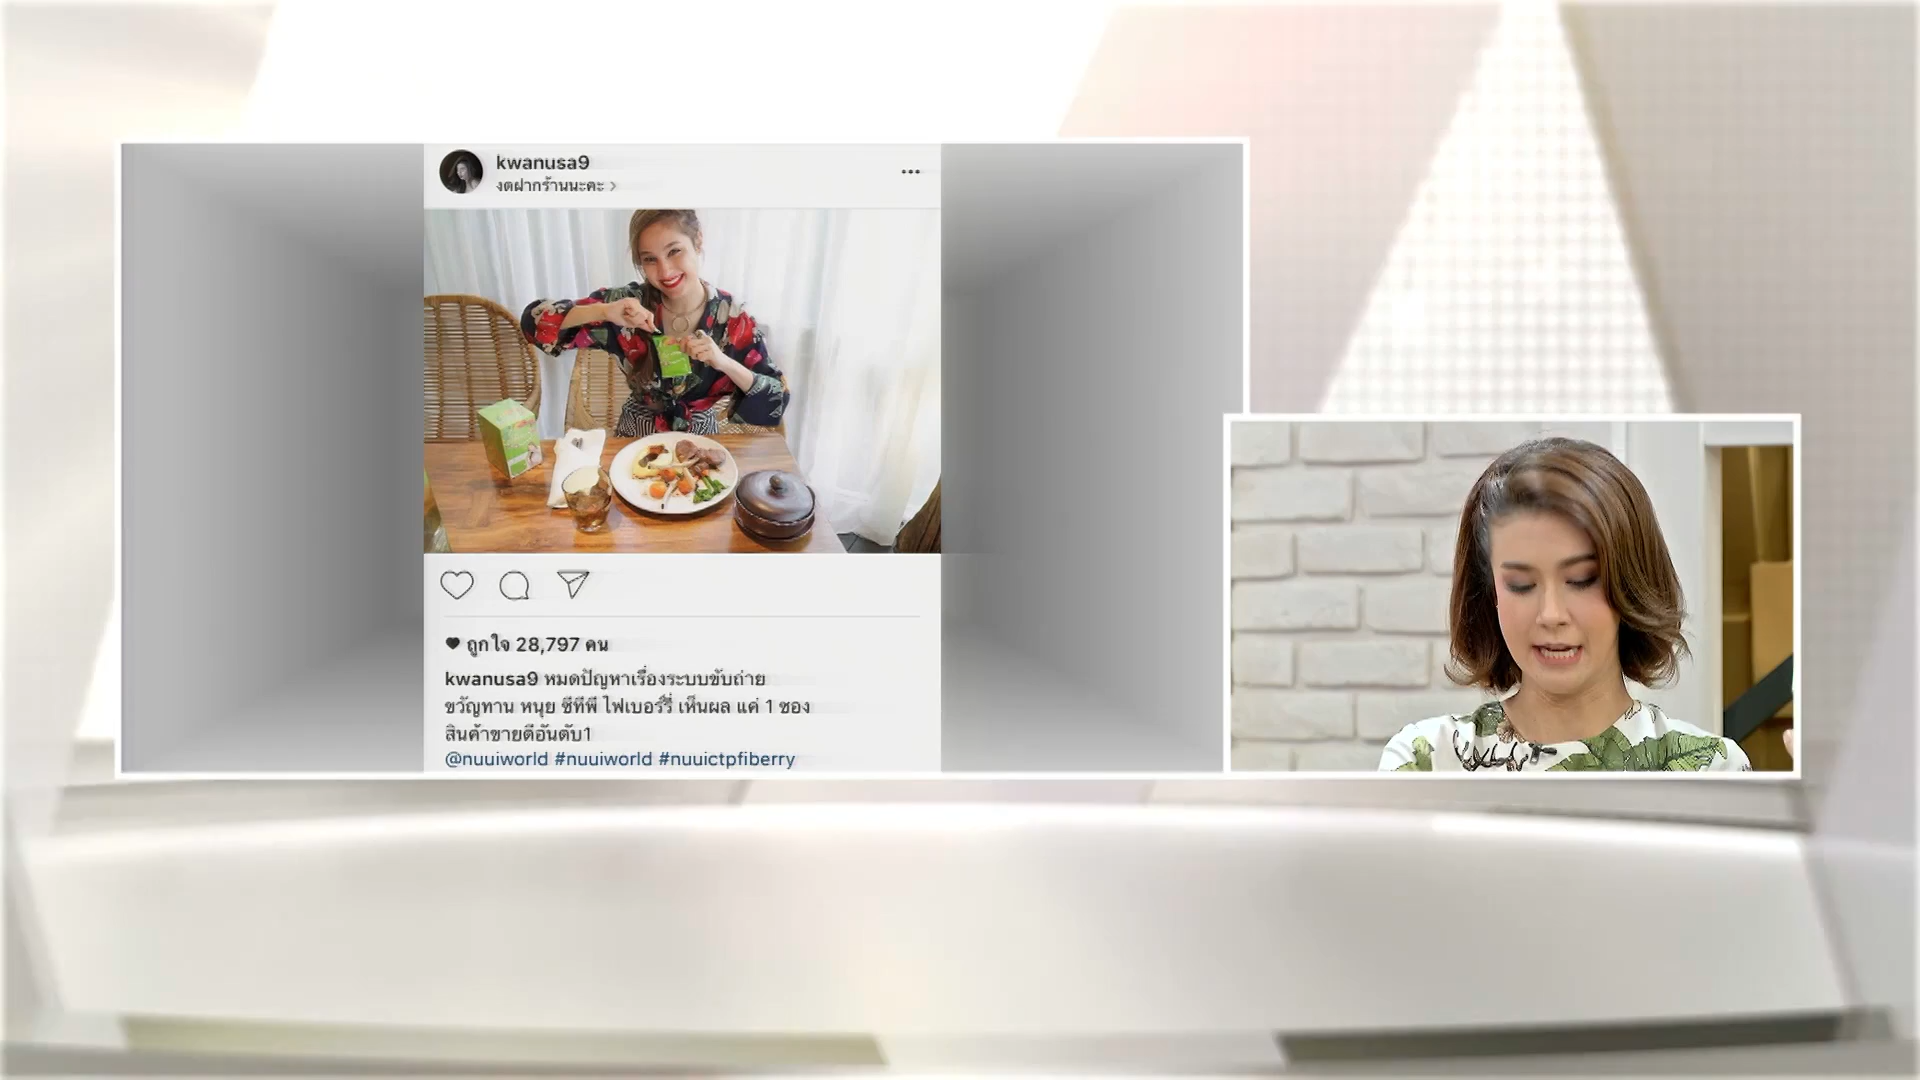 kwanusa9
งดฝากร้านนะคะ >
ถูกใจ 28,797 คน
kwanusa9 หมดปัญหาเรื่องระบบขับถ่าย
ขวัญทาน หนุย ซีทีพี ไฟเบอร์รี่ เห็นผล แค่ 1 ซอง
สินค้าขายดีอันดับ1
@nuuiworld #nuuiworld #nuuictpfiberry